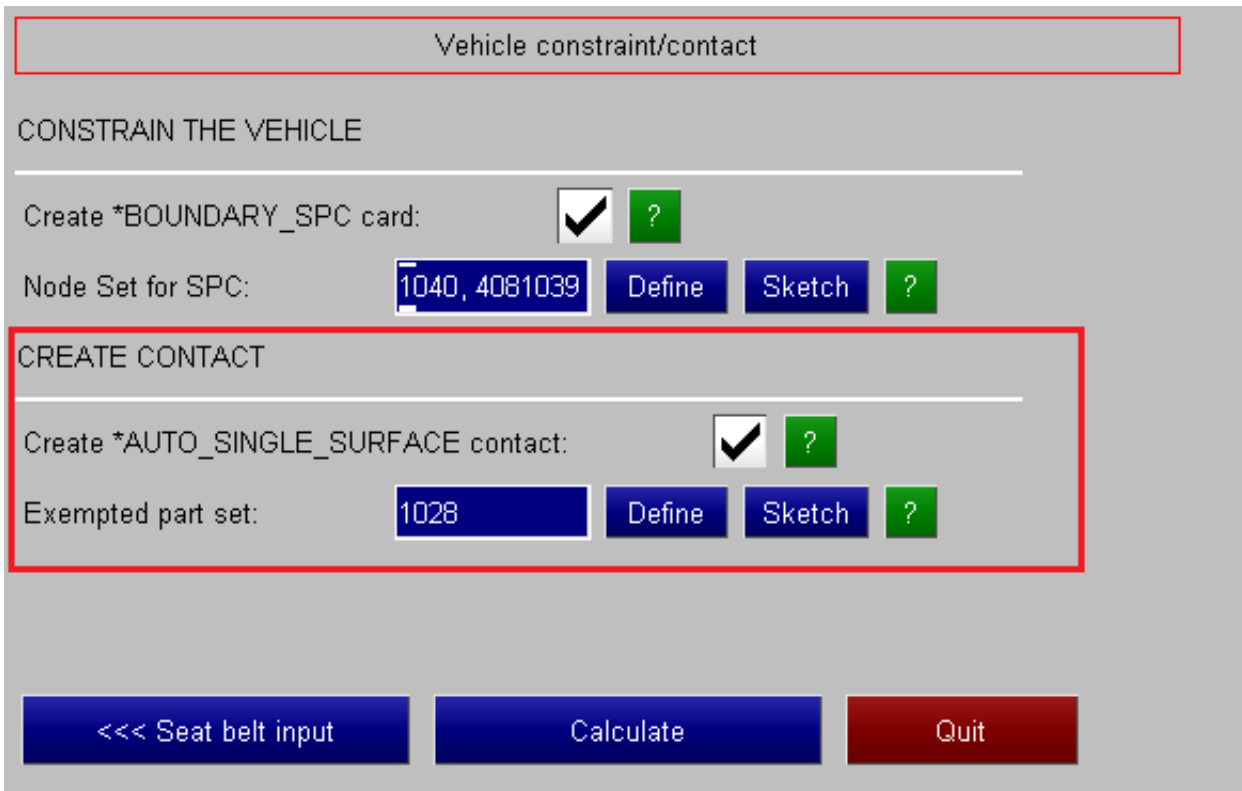 Vehicle constraint/contact
CONSTRAIN THE VEHICLE
Create *BOUNDARY_SPC card: ?
Node Set for SPC: 1040, 4081039 Define Sketch ?
CREATE CONTACT
Create *AUTO_SINGLE_SURFACE contact: ?
Exempted part set: 1028 Define Sketch ?
<<< Seat belt input Calculate Quit